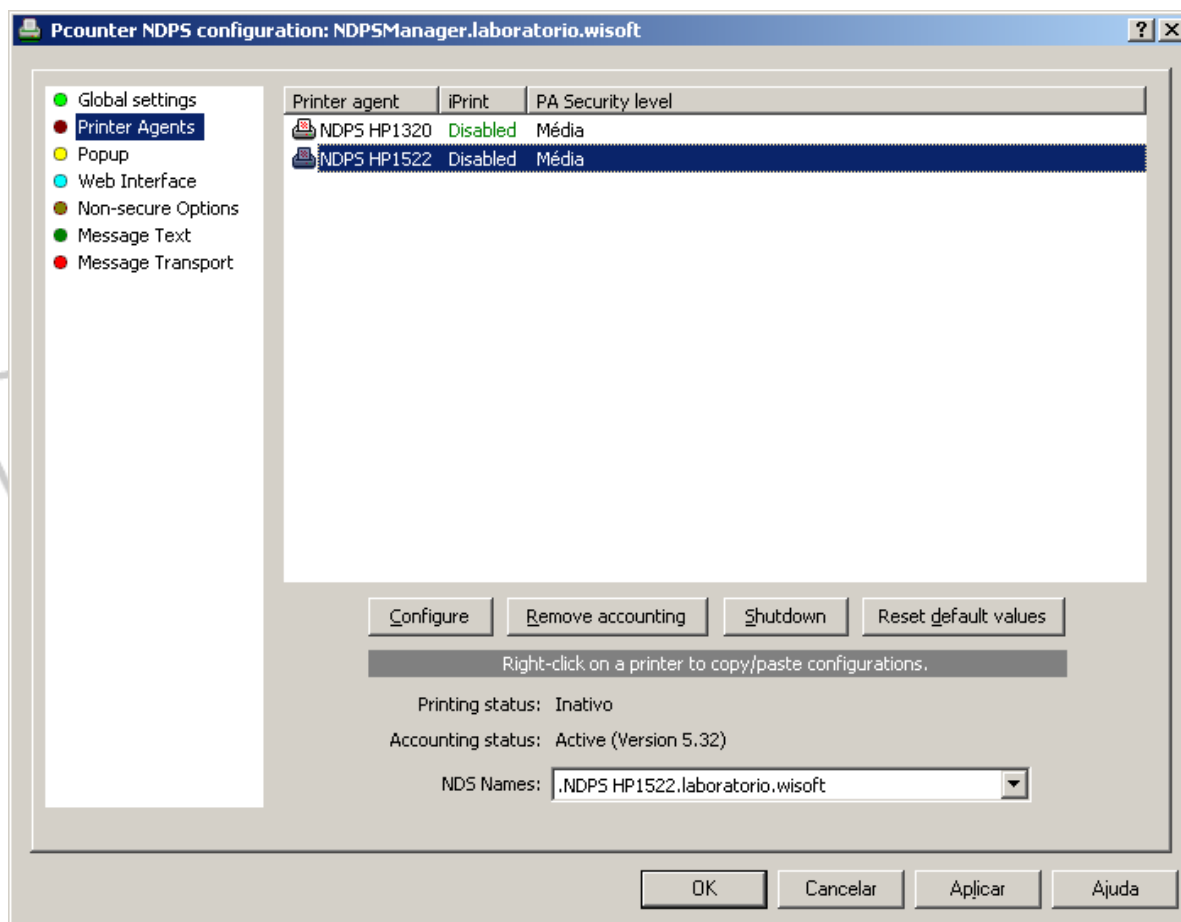 Pcounter NDPS configuration: NDPSManager.laboratorio.wisoft
Global settings
Printer Agents
Popup
Web Interface
Non-secure Options
Message Text
Message Transport
Printer agent iPrint PA Security level
NDPS HP1320 Disabled Média
NDPS HP1522 Disabled Média
Configure Remove accounting Shutdown Reset default values
Right-click on a printer to copy/paste configurations.
Printing status: Inativo
Accounting status: Active (Version 5.32)
NDS Names: .NDPS HP1522.laboratorio.wisoft
OK Cancelar Aplicar Ajuda